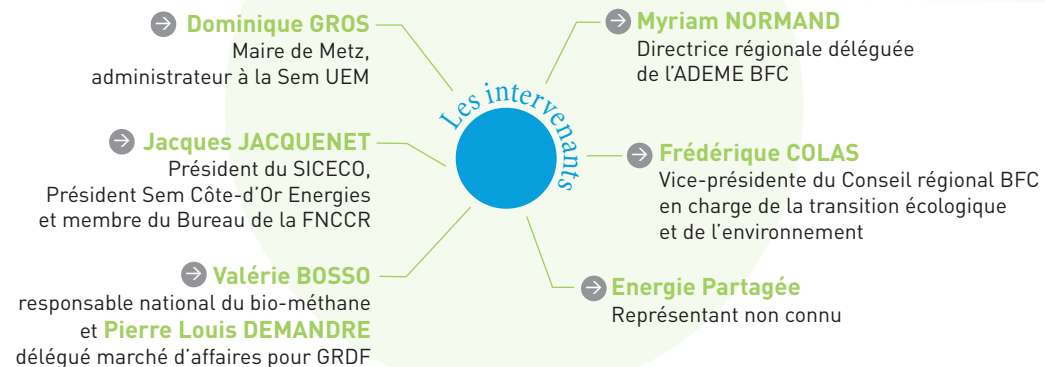 Dominique GROS
Maire de Metz,
administrateur à la Sem UEM
Jacques JACQUENET
Président du SICECO,
Président Sem Côte-d’Or Energies
et membre du Bureau de la FNCCR
Valérie BOSSO
responsable national du bio-méthane
et Pierre Louis DEMANDRE
délégué marché d’affaires pour GRDF
Les intervenants
Myriam NORMAND
Directrice régionale déléguée
de l’ADEME BFC
Frédérique COLAS
Vice-présidente du Conseil régional BFC
en charge de la transition écologique
et de l’environnement
Energie Partagée
Représentant non connu